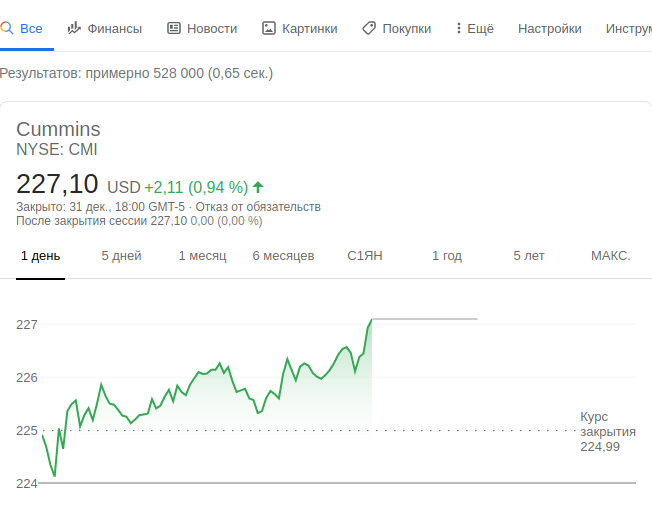 Все Финансы Новости Картинки Покупки Ещё Настройки Инструм
Результатов: примерно 528 000 (0,65 сек.)
Cummins
NYSE: CMI
227,10 USD +2,11 (0,94 %)
Закрыто: 31 дек., 18:00 GMT-5 · Отказ от обязательств
После закрытия сессии 227,10 0,00 (0,00 %)
1 день 5 дней 1 месяц 6 месяцев С1ЯН 1 год 5 лет МАКС.
227
226
225
224
Курс
закрытия
224,99